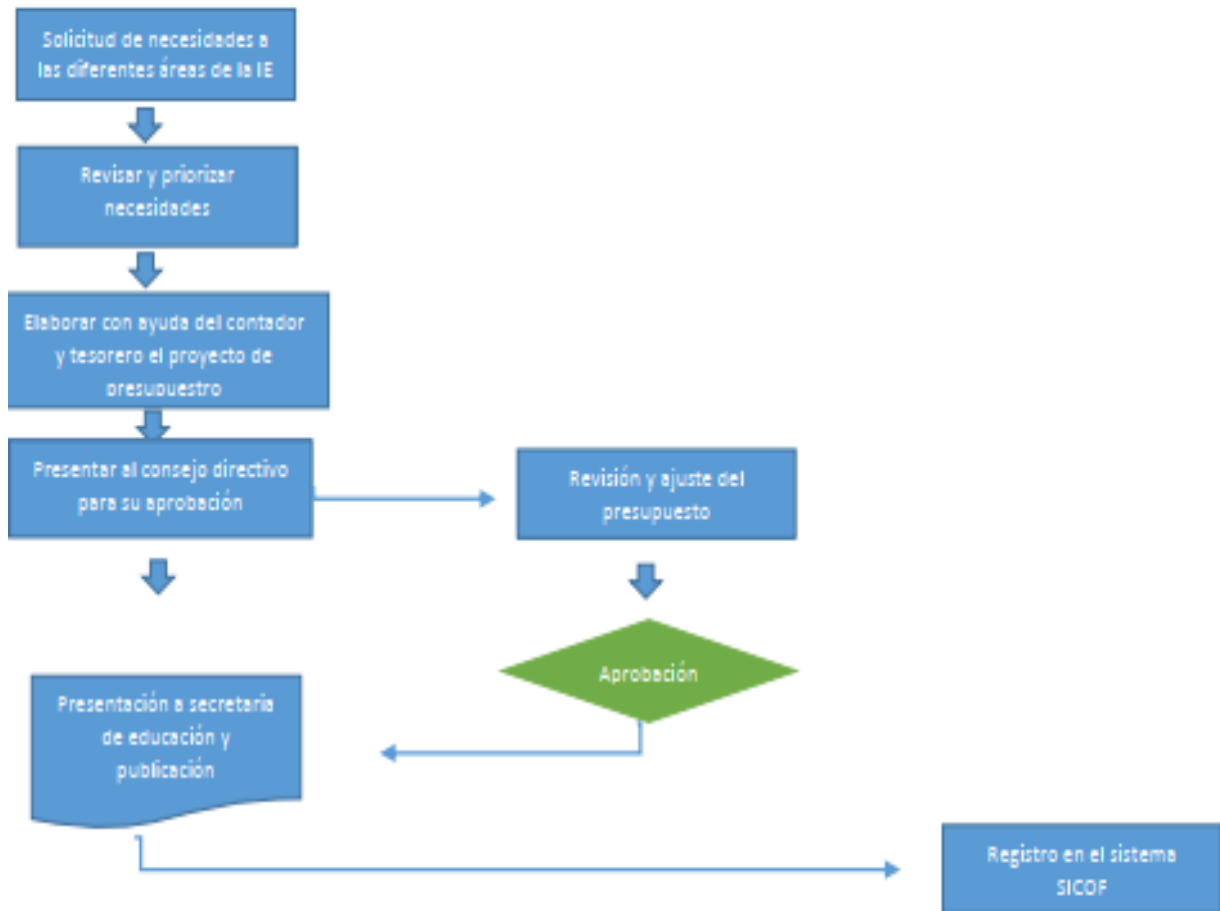 Solicitud de necesidades a
las diferentes áreas de la IE
Revisar y priorizar
necesidades
Elaborar con ayuda del contador
y tesorero el proyecto de
presupuestro
Presentar al consejo directivo
para su aprobación
Revisión y ajuste del
presupuesto
Aprobación
Presentación a secretaria
de educación y
publicación
Registro en el sistema
SICOF